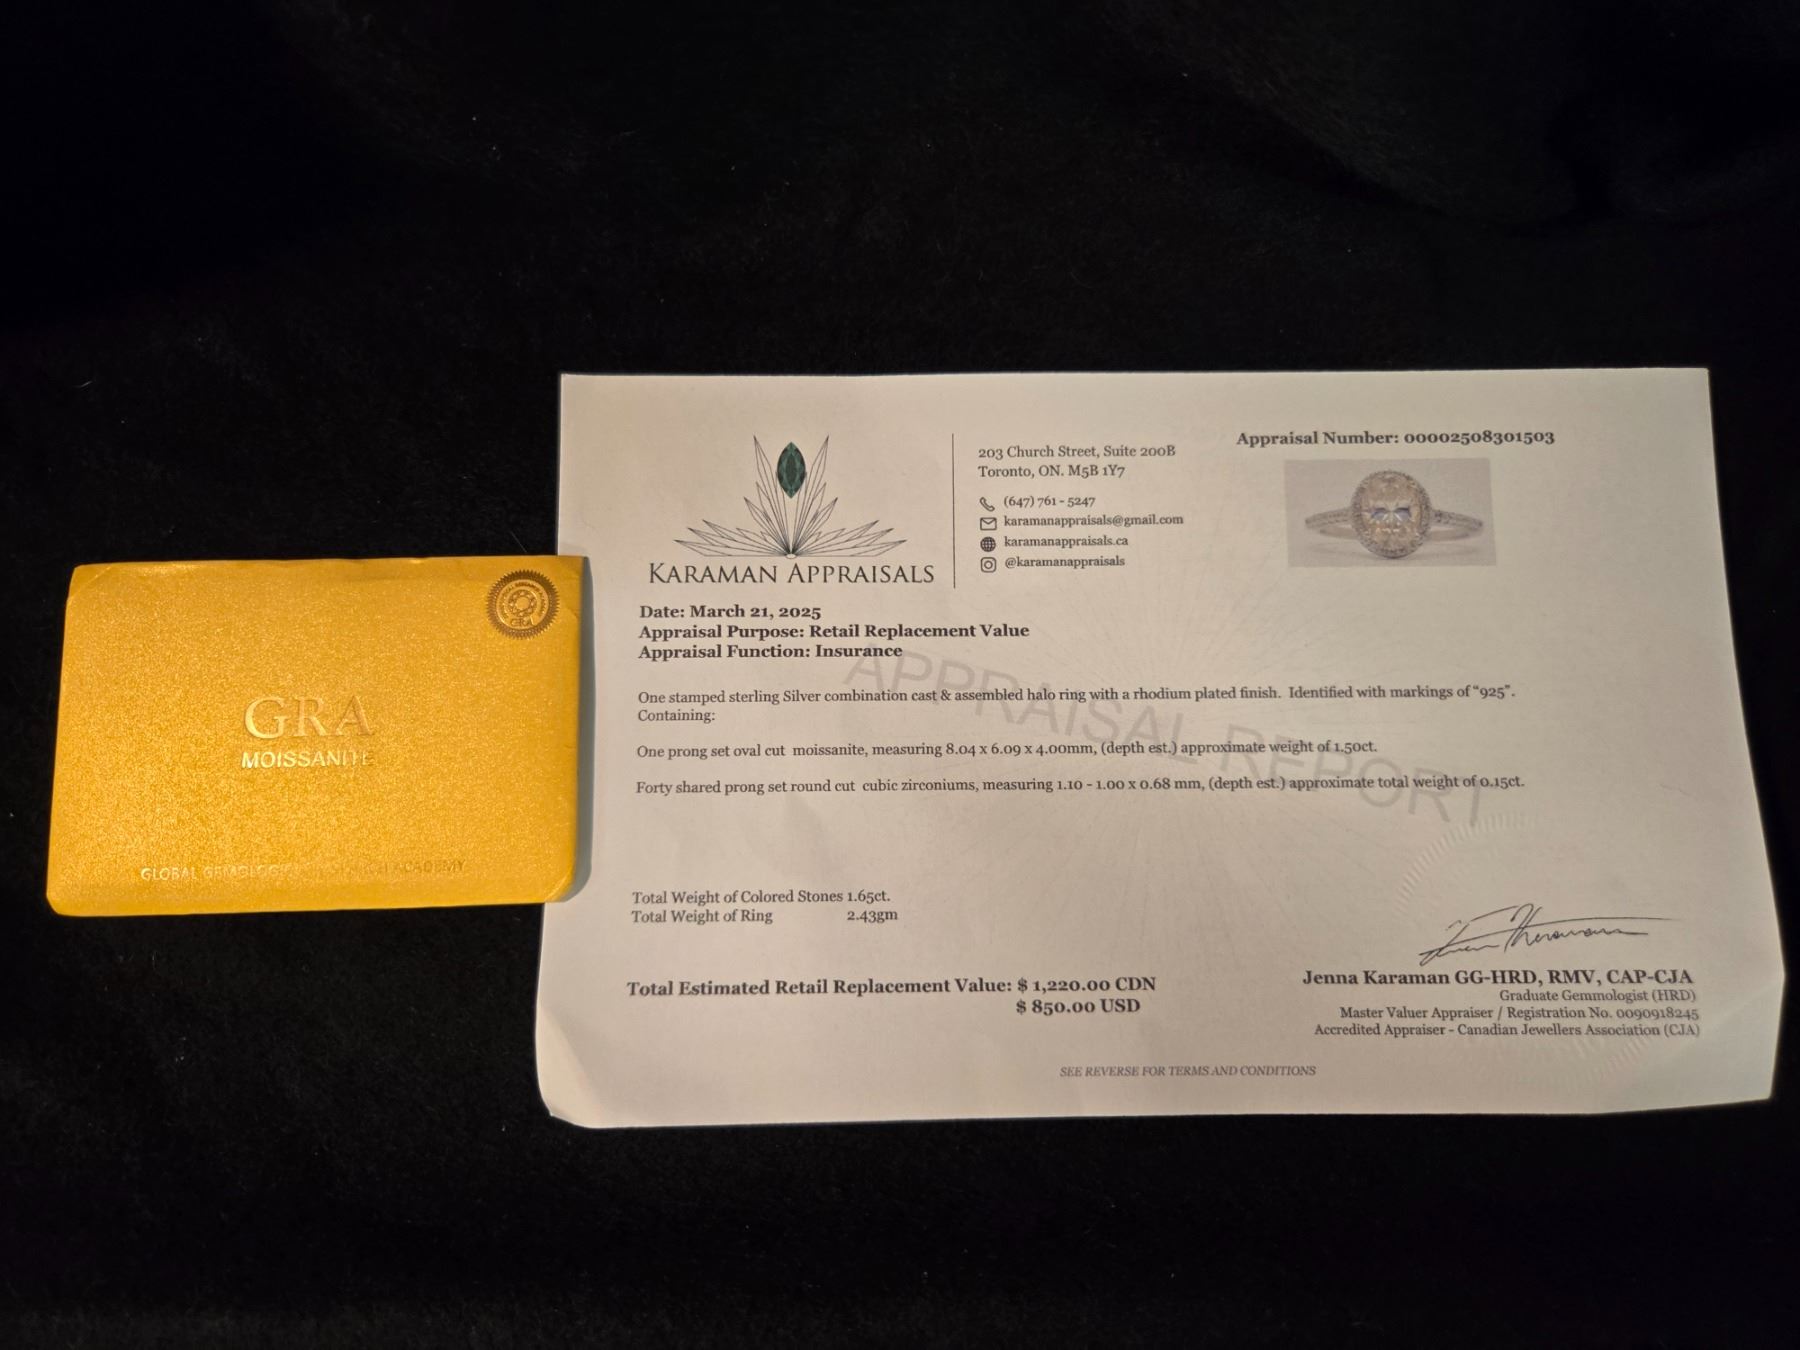 GRA
MOISSANITE
GLOBAL GEMOLOGICAL RESEARCH ACADEMY
GRA
KARAMAN APPRAISALS
203 Church Street, Suite 200B
Toronto, ON. M5B 1Y7
(647) 761 - 5247
karamanappraisals@gmail.com
karamanappraisals.ca
@karamanappraisals
Appraisal Number: 00002508301503
Date: March 21, 2025
Appraisal Purpose: Retail Replacement Value
Appraisal Function: Insurance
APPRAISAL REPORT
One stamped sterling Silver combination cast & assembled halo ring with a rhodium plated finish. Identified with markings of "925".
Containing:
One prong set oval cut moissanite, measuring 8.04 x 6.09 x 4.00mm, (depth est.) approximate weight of 1.50ct.
Forty shared prong set round cut cubic zirconiums, measuring 1.10 - 1.00 x 0.68 mm, (depth est.) approximate total weight of 0.15ct.
Total Weight of Colored Stones 1.65ct.
Total Weight of Ring 2.43gm
Total Estimated Retail Replacement Value: $ 1,220.00 CDN
$ 850.00 USD
Jenna Karaman GG-HRD, RMV, CAP-CJA
Graduate Gemmologist (HRD)
Master Valuer Appraiser / Registration No. 0090918245
Accredited Appraiser - Canadian Jewellers Association (CJA)
SEE REVERSE FOR TERMS AND CONDITIONS